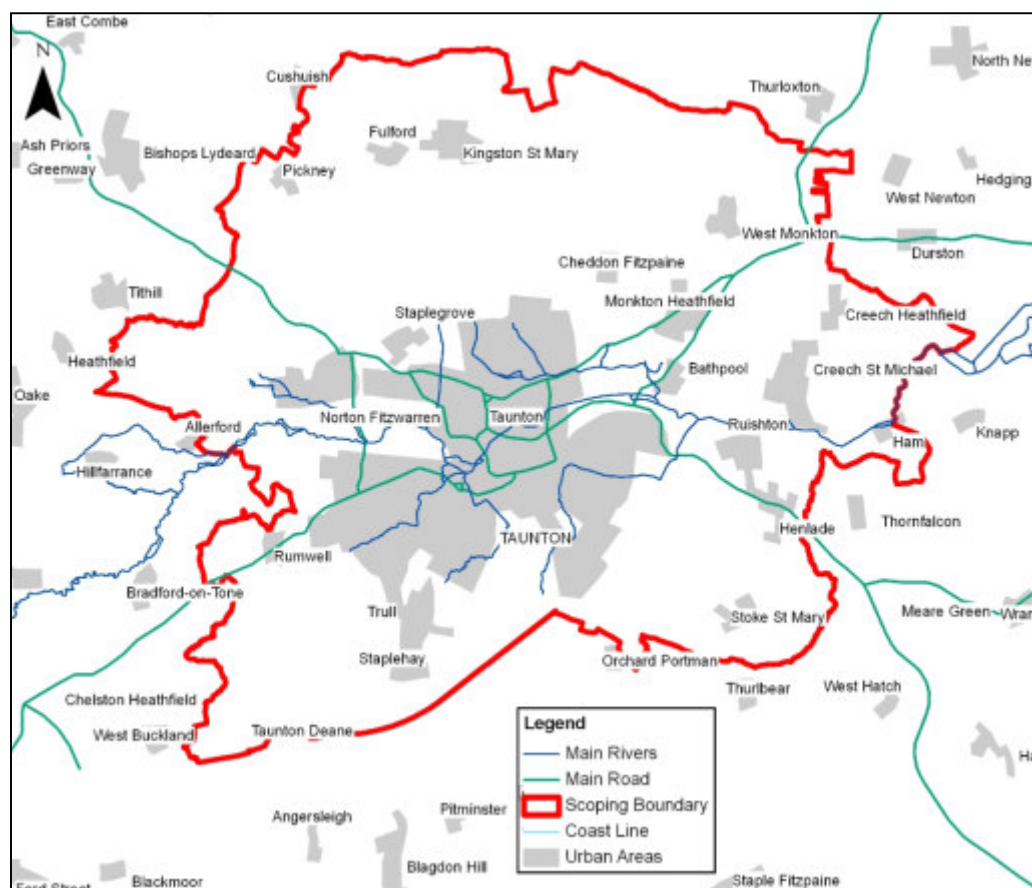 East Combe
N
North Ne
Cushuish
Thurloxton
Fulford
Ash Priors
Bishops Lydeard
Kingston St Mary
Greenway
Pickney
Hedging
West Newton
West Monkton
Durston
Cheddon Fitzpaine
Tithill
Monkton Heathfield
Staplegrove
Creech Heathfield
Heathfield
Creech St Michael
Bathpool
Oake
Norton Fitzwarren
Taunton
Allerford
Ruishton
Knapp
Ham
Hillfarrance
Thornfalcon
Henlade
TAUNTON
Rumwell
Bradford-on-Tone
Trull
Stoke St Mary
Meare Green
Wran
Staplehay
Orchard Portman
Thurlbear
West Hatch
Chelston Heathfield
West Buckland
Taunton Deane
Legend
Main Rivers
Main Road
Scoping Boundary
Coast Line
Urban Areas
Ha
Pitminster
Angersleigh
Blagdon Hill
Blackmoor
Staple Fitzpaine
Ford Street